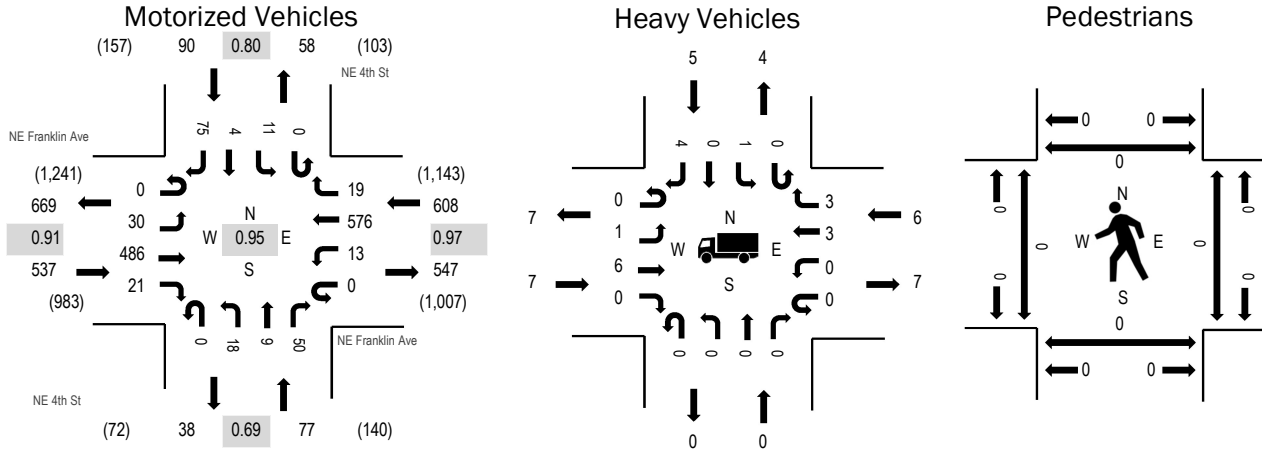 Motorized Vehicles
Heavy Vehicles
Pedestrians
(157) 90 0.80 58 (103)
NE 4th St
75 4 11 0
NE Franklin Ave
(1,241)
669
0.91
537
(983)
0
30
486
21
N
W 0.95 E
S
19
576
13
0
(1,143)
608
0.97
547
(1,007)
0 18 9 50
NE Franklin Ave
NE 4th St
(72) 38 0.69 77 (140)
5 4
4 0 1 0
7
7
0
1
6
0
N
W E
S
3
3
0
0
6
7
0 0 0 0
0 0
0 0
0
0
0
0
N
W E
S
0
0
0
0
0
0 0